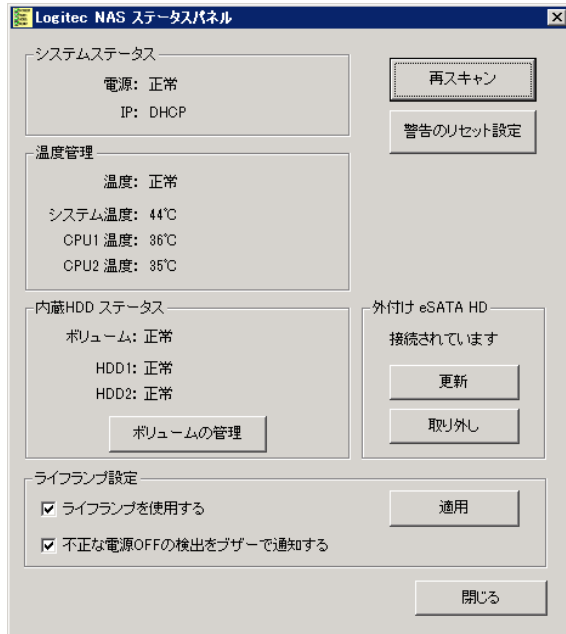 Logitec NAS ステータスパネル
システムステータス
電源: 正常
IP: DHCP
再スキャン
警告のリセット設定
温度管理
温度: 正常
システム温度: 44℃
CPU1 温度: 36℃
CPU2 温度: 35℃
内蔵HDD ステータス
ボリューム: 正常
HDD1: 正常
HDD2: 正常
ボリュームの管理
外付け eSATA HD
接続されています
更新
取り外し
ライフランプ設定
ライフランプを使用する
不正な電源OFFの検出をブザーで通知する
適用
閉じる